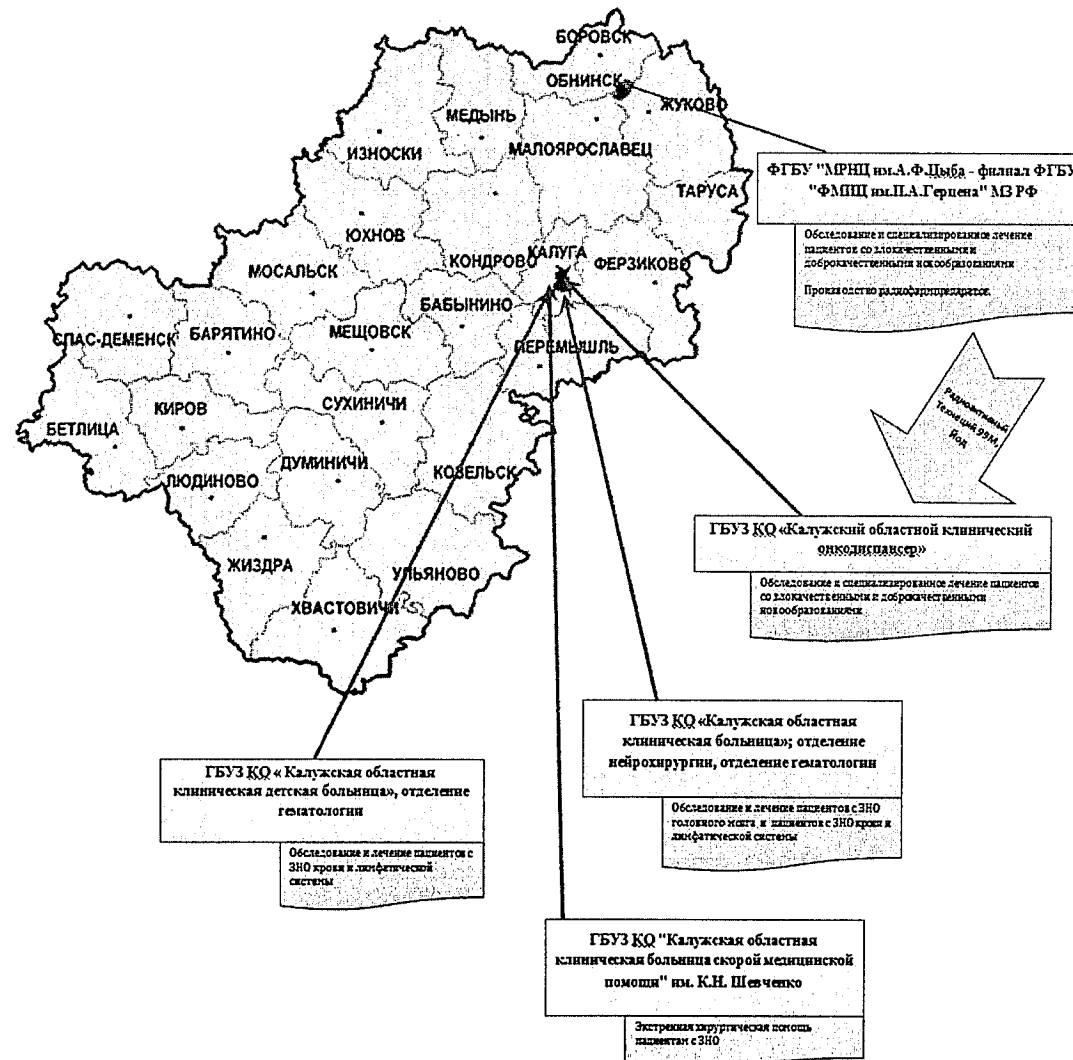 БОРОВСК
ОБНИНСК
ЖУКОВО
МЕДЫНЬ
МАЛОЯРОСЛАВЕЦ
ИЗНОСКИ
ТАРУСА
ЮХНОВ
КОНДРОВО
КАЛУГА
ФЕРЗИКОВО
МОСАЛЬСК
БАБЫНИНО
СПАС-ДЕМЕНСК
БАРЯТИНО
МЕЩОВСК
ПЕРЕМЫШЛЬ
КИРОВ
СУХИНИЧИ
БЕТЛИЦА
ДУМИНИЧИ
КОЗЕЛЬСК
ЛЮДИНОВО
ЖИЗДРА
УЛЬЯНОВО
ХВАСТОВИЧИ
ФГБУ "МРНЦ им.А.Ф.Цыба - филиал ФГБУ
"ФМИЦ им.П.А.Герцена" МЗ РФ
Обследование и специализированное лечение
пациентов со злокачественными и
доброкачественными новообразованиями
Производство радиофармпрепаратов.
Радиоактивный
Технеций 99М,
Йод
ГБУЗ КО «Калужский областной клинический
онкодиспансер»
Обследование и специализированное лечение пациентов
со злокачественными и доброкачественными
новообразованиями
ГБУЗ КО «Калужская областная
клиническая больница»; отделение
нейрохирургии, отделение гематологии
Обследование и лечение пациентов с ЗНО
головного мозга и пациентов с ЗНО крови и
лимфатической системы
ГБУЗ КО « Калужская областная
клиническая детская больница», отделение
гематологии
Обследование и лечение пациентов с
ЗНО крови и лимфатической
системы
ГБУЗ КО "Калужская областная
клиническая больница скорой медицинской
помощи" им. К.Н. Шевченко
Экстренная хирургическая помощь
пациентам с ЗНО